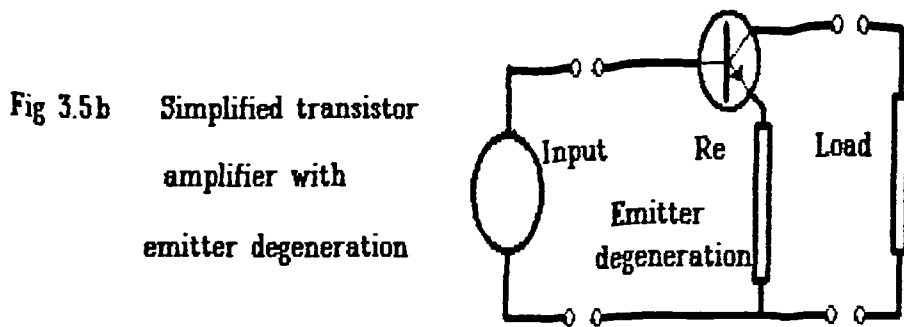 Fig 3.5b Simplified transistor
amplifier with
emitter degeneration
Input
Re
Load
Emitter
degeneration